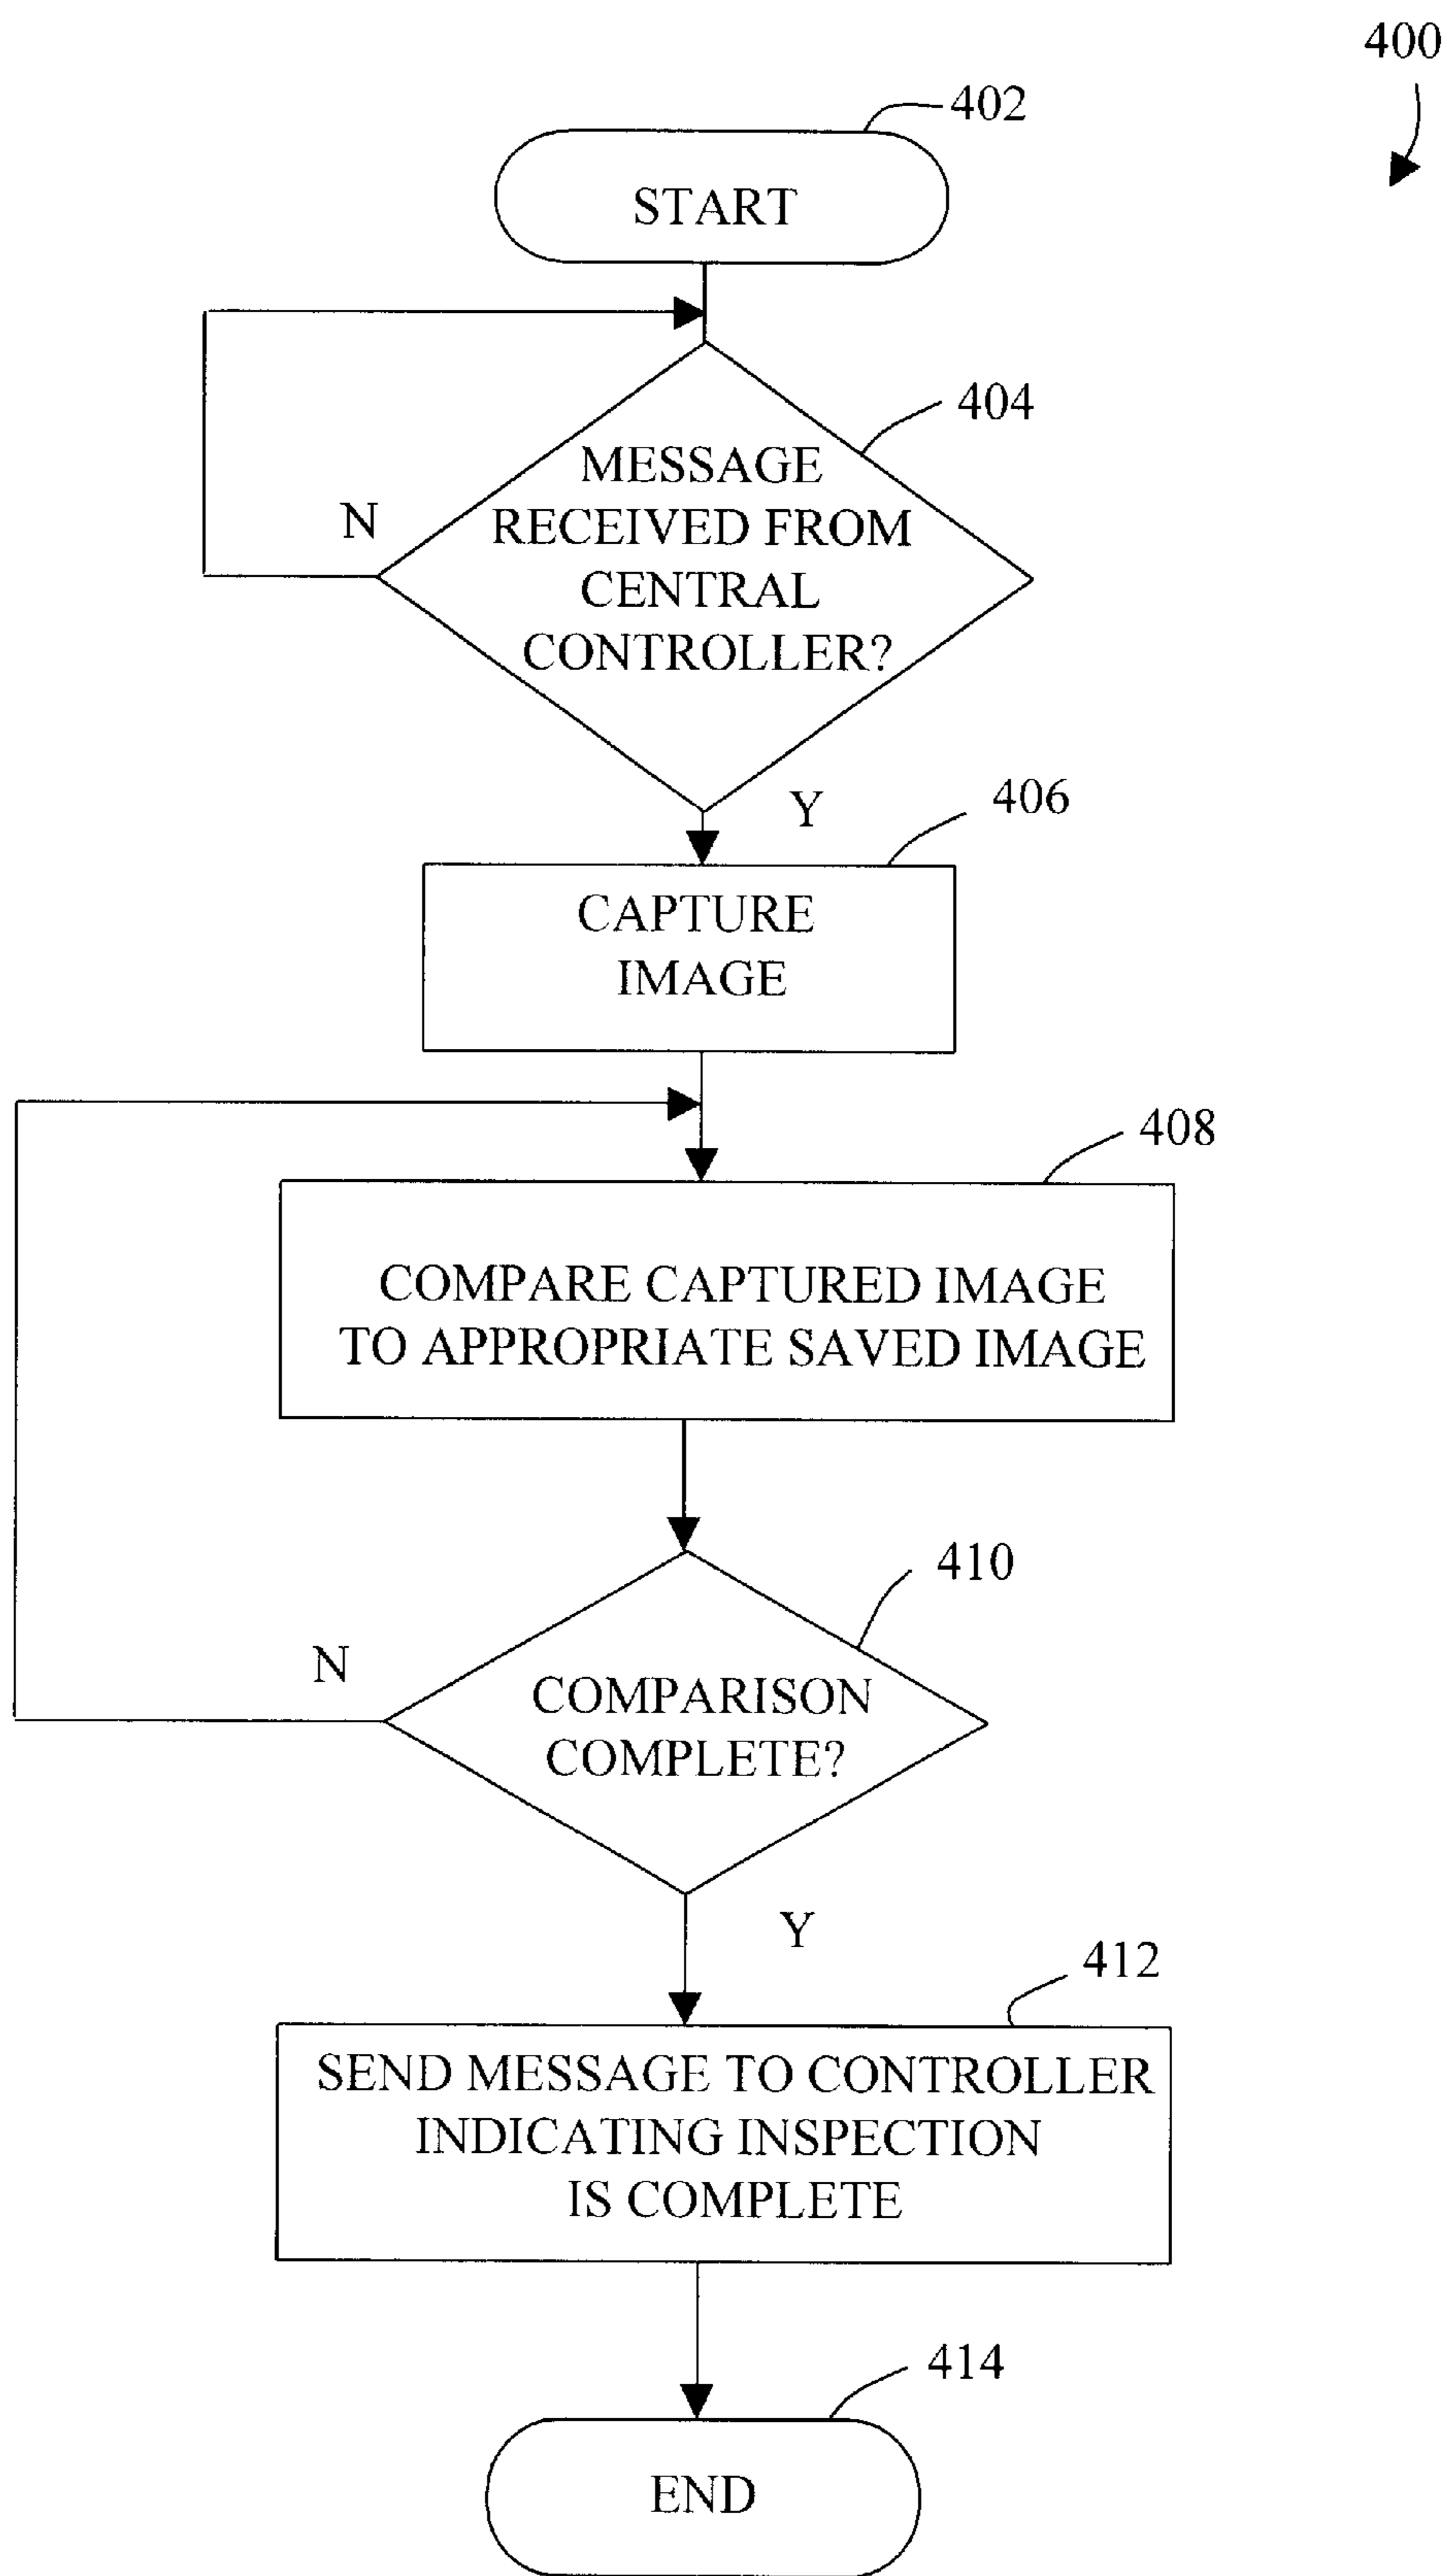 400
402
START
404
MESSAGE
RECEIVED FROM
CENTRAL
CONTROLLER?
N
Y
406
CAPTURE
IMAGE
408
COMPARE CAPTURED IMAGE
TO APPROPRIATE SAVED IMAGE
410
N
COMPARISON
COMPLETE?
Y
412
SEND MESSAGE TO CONTROLLER
INDICATING INSPECTION
IS COMPLETE
414
END